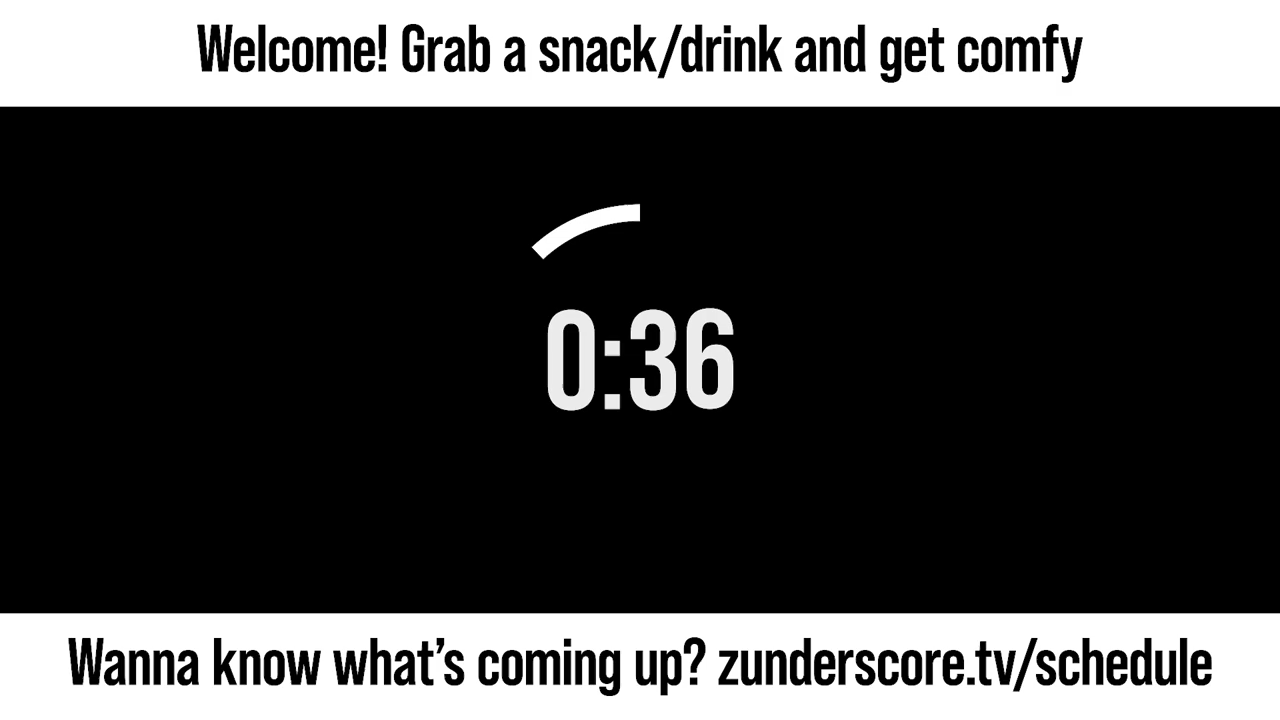 Welcome! Grab a snack/drink and get comfy
0:36
Wanna know what's coming up? zunderscore.tv/schedule